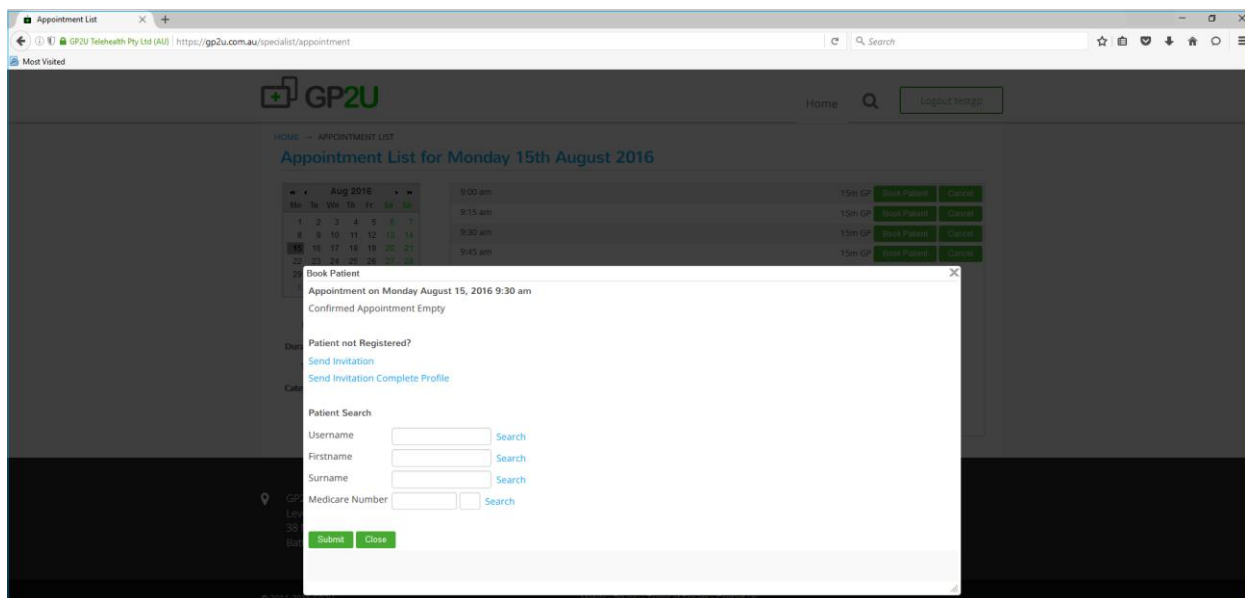 Appointment List
GP2U Telehealth Pty Ltd (AU) https://gp2u.com.au/specialist/appointment
Search
Most Visited
GP2U
Home
Logout testgp
HOME → APPOINTMENT LIST
Appointment List for Monday 15th August 2016
Aug 2016
Mo Tu We Th Fr Sa Su
1 2 3 4 5 6 7
8 9 10 11 12 13 14
15 16 17 18 19 20 21
22 23 24 25 26 27 28
29
9:00 am 15m GP Book Patient Cancel
9:15 am 15m GP Book Patient Cancel
9:30 am 15m GP Book Patient Cancel
9:45 am 15m GP Book Patient Cancel
Book Patient
Appointment on Monday August 15, 2016 9:30 am
Confirmed Appointment Empty
Patient not Registered?
Send Invitation
Send Invitation Complete Profile
Patient Search
Username Search
Firstname Search
Surname Search
Medicare Number Search
Submit Close
38